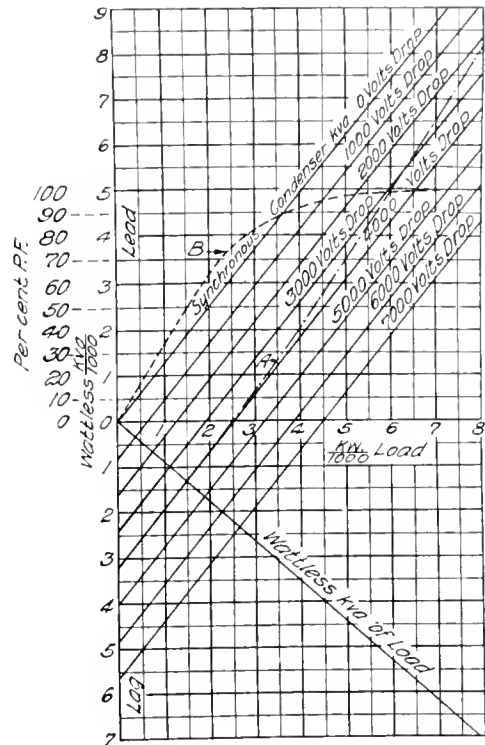 9
8
7
6
5
4
3
2
1
0
1
2
3
4
5
6
7
100
90
80
70
60
50
40
30
20
10
0
Per cent P.F.
Wattless kva/1000
Lead
Lag
B
A
Synchronous Condenser kva 0 Volts Drop
1000 Volts Drop
2000 Volts Drop
3000 Volts Drop
4000 Volts Drop
5000 Volts Drop
6000 Volts Drop
7000 Volts Drop
2 3 4 5 6 7 8
KW./1000 Load
Wattless kva of Load